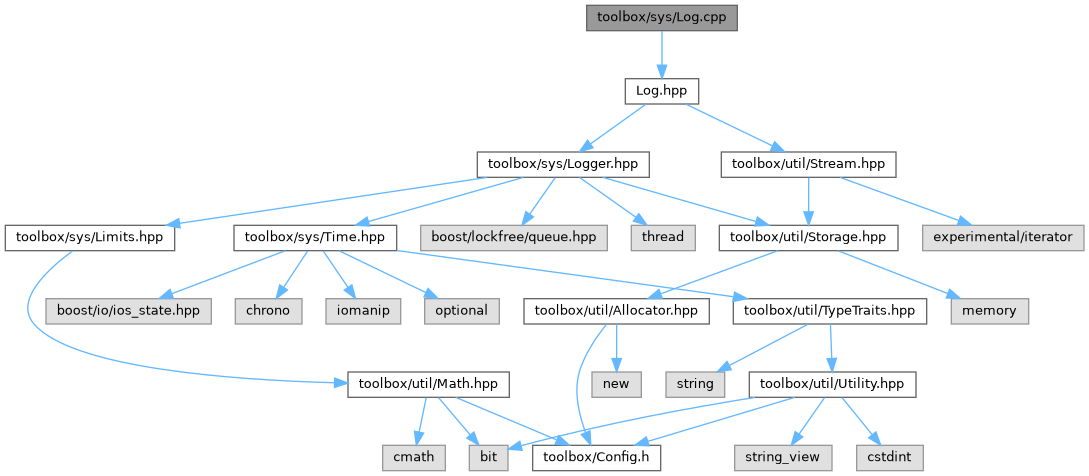 toolbox/sys/Log.cpp
Log.hpp
toolbox/sys/Logger.hpp
toolbox/util/Stream.hpp
toolbox/sys/Limits.hpp
toolbox/sys/Time.hpp
boost/lockfree/queue.hpp
thread
toolbox/util/Storage.hpp
experimental/iterator
boost/io/ios_state.hpp
chrono
iomanip
optional
toolbox/util/Allocator.hpp
toolbox/util/TypeTraits.hpp
memory
toolbox/util/Math.hpp
new
string
toolbox/util/Utility.hpp
cmath
bit
toolbox/Config.h
string_view
cstdint